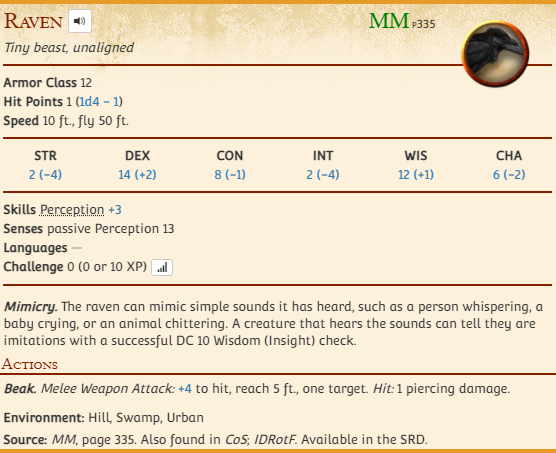 Raven MM p335
Tiny beast, unaligned
Armor Class 12
Hit Points 1 (1d4 − 1)
Speed 10 ft., fly 50 ft.
STR DEX CON INT WIS CHA
2 (−4) 14 (+2) 8 (−1) 2 (−4) 12 (+1) 6 (−2)
Skills Perception +3
Senses passive Perception 13
Languages —
Challenge 0 (0 or 10 XP)
Mimicry. The raven can mimic simple sounds it has heard, such as a person whispering, a
baby crying, or an animal chittering. A creature that hears the sounds can tell they are
imitations with a successful DC 10 Wisdom (Insight) check.
Actions
Beak. Melee Weapon Attack: +4 to hit, reach 5 ft., one target. Hit: 1 piercing damage.
Environment: Hill, Swamp, Urban
Source: MM, page 335. Also found in CoS; IDRotF. Available in the SRD.